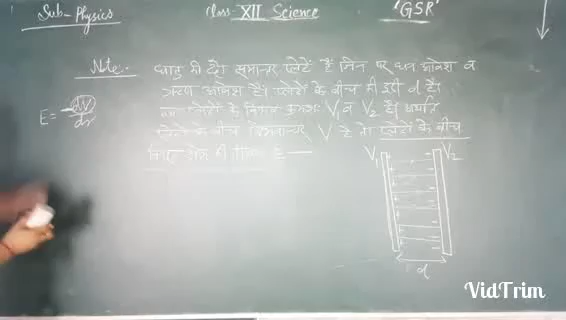 Sub- Physics
Class- XII Science
'GSR'
Note:- धातु की दो समान्तर प्लेटें हैं जिन पर धन आवेश व
ऋण आवेश है। प्लेटों के बीच की दूरी d है।
प्लेटों के विभव क्रमशः V1 व V2 है।
के बीच विभवान्तर V है तो प्लेटों के बीच
क्षेत्र की
E = -dV/dr
V1
V2
d
VidTrim